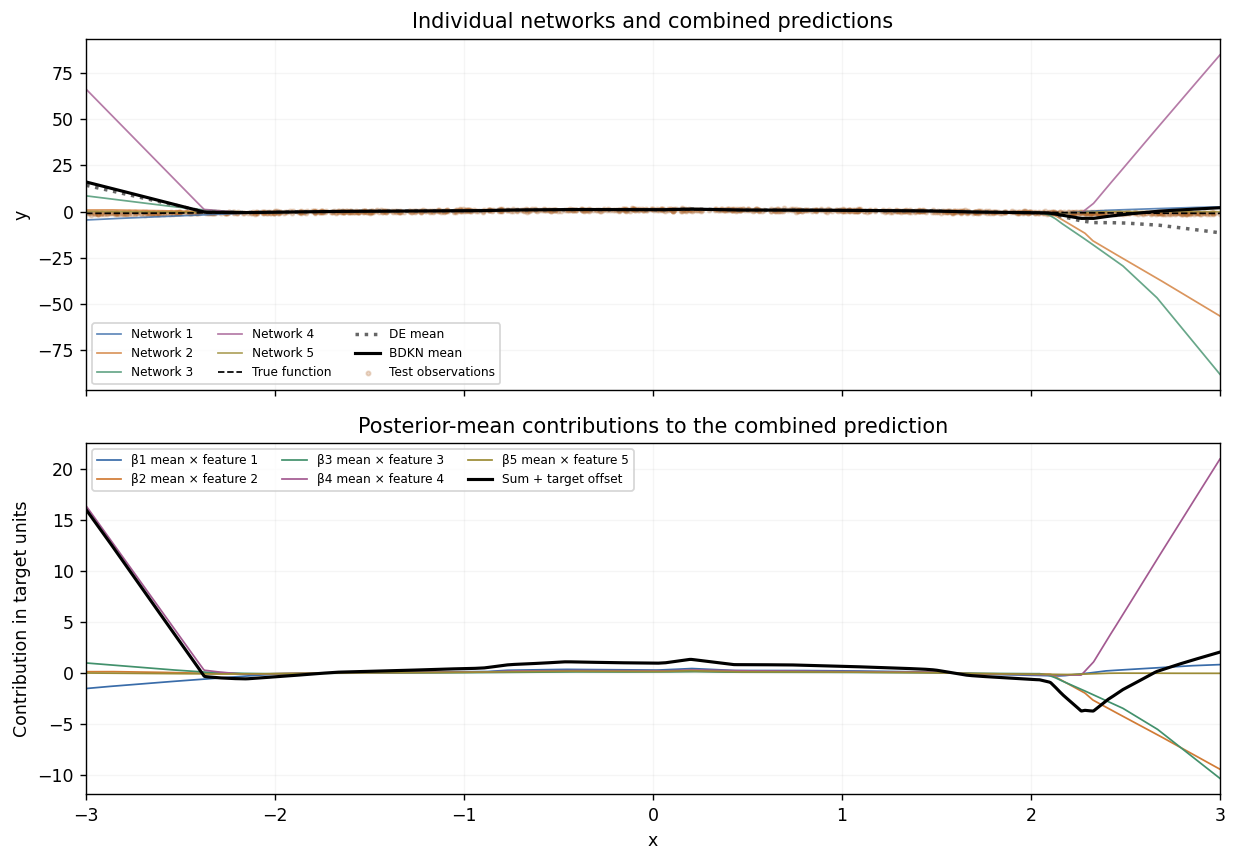 Individual networks and combined predictions
75
50
25
0
−25
−50
−75
y
Network 1 Network 4 DE mean
Network 2 Network 5 BDKN mean
Network 3 True function Test observations
Posterior-mean contributions to the combined prediction
β1 mean × feature 1 β3 mean × feature 3 β5 mean × feature 5
β2 mean × feature 2 β4 mean × feature 4 Sum + target offset
20
15
10
5
0
−5
−10
Contribution in target units
−3 −2 −1 0 1 2 3
x